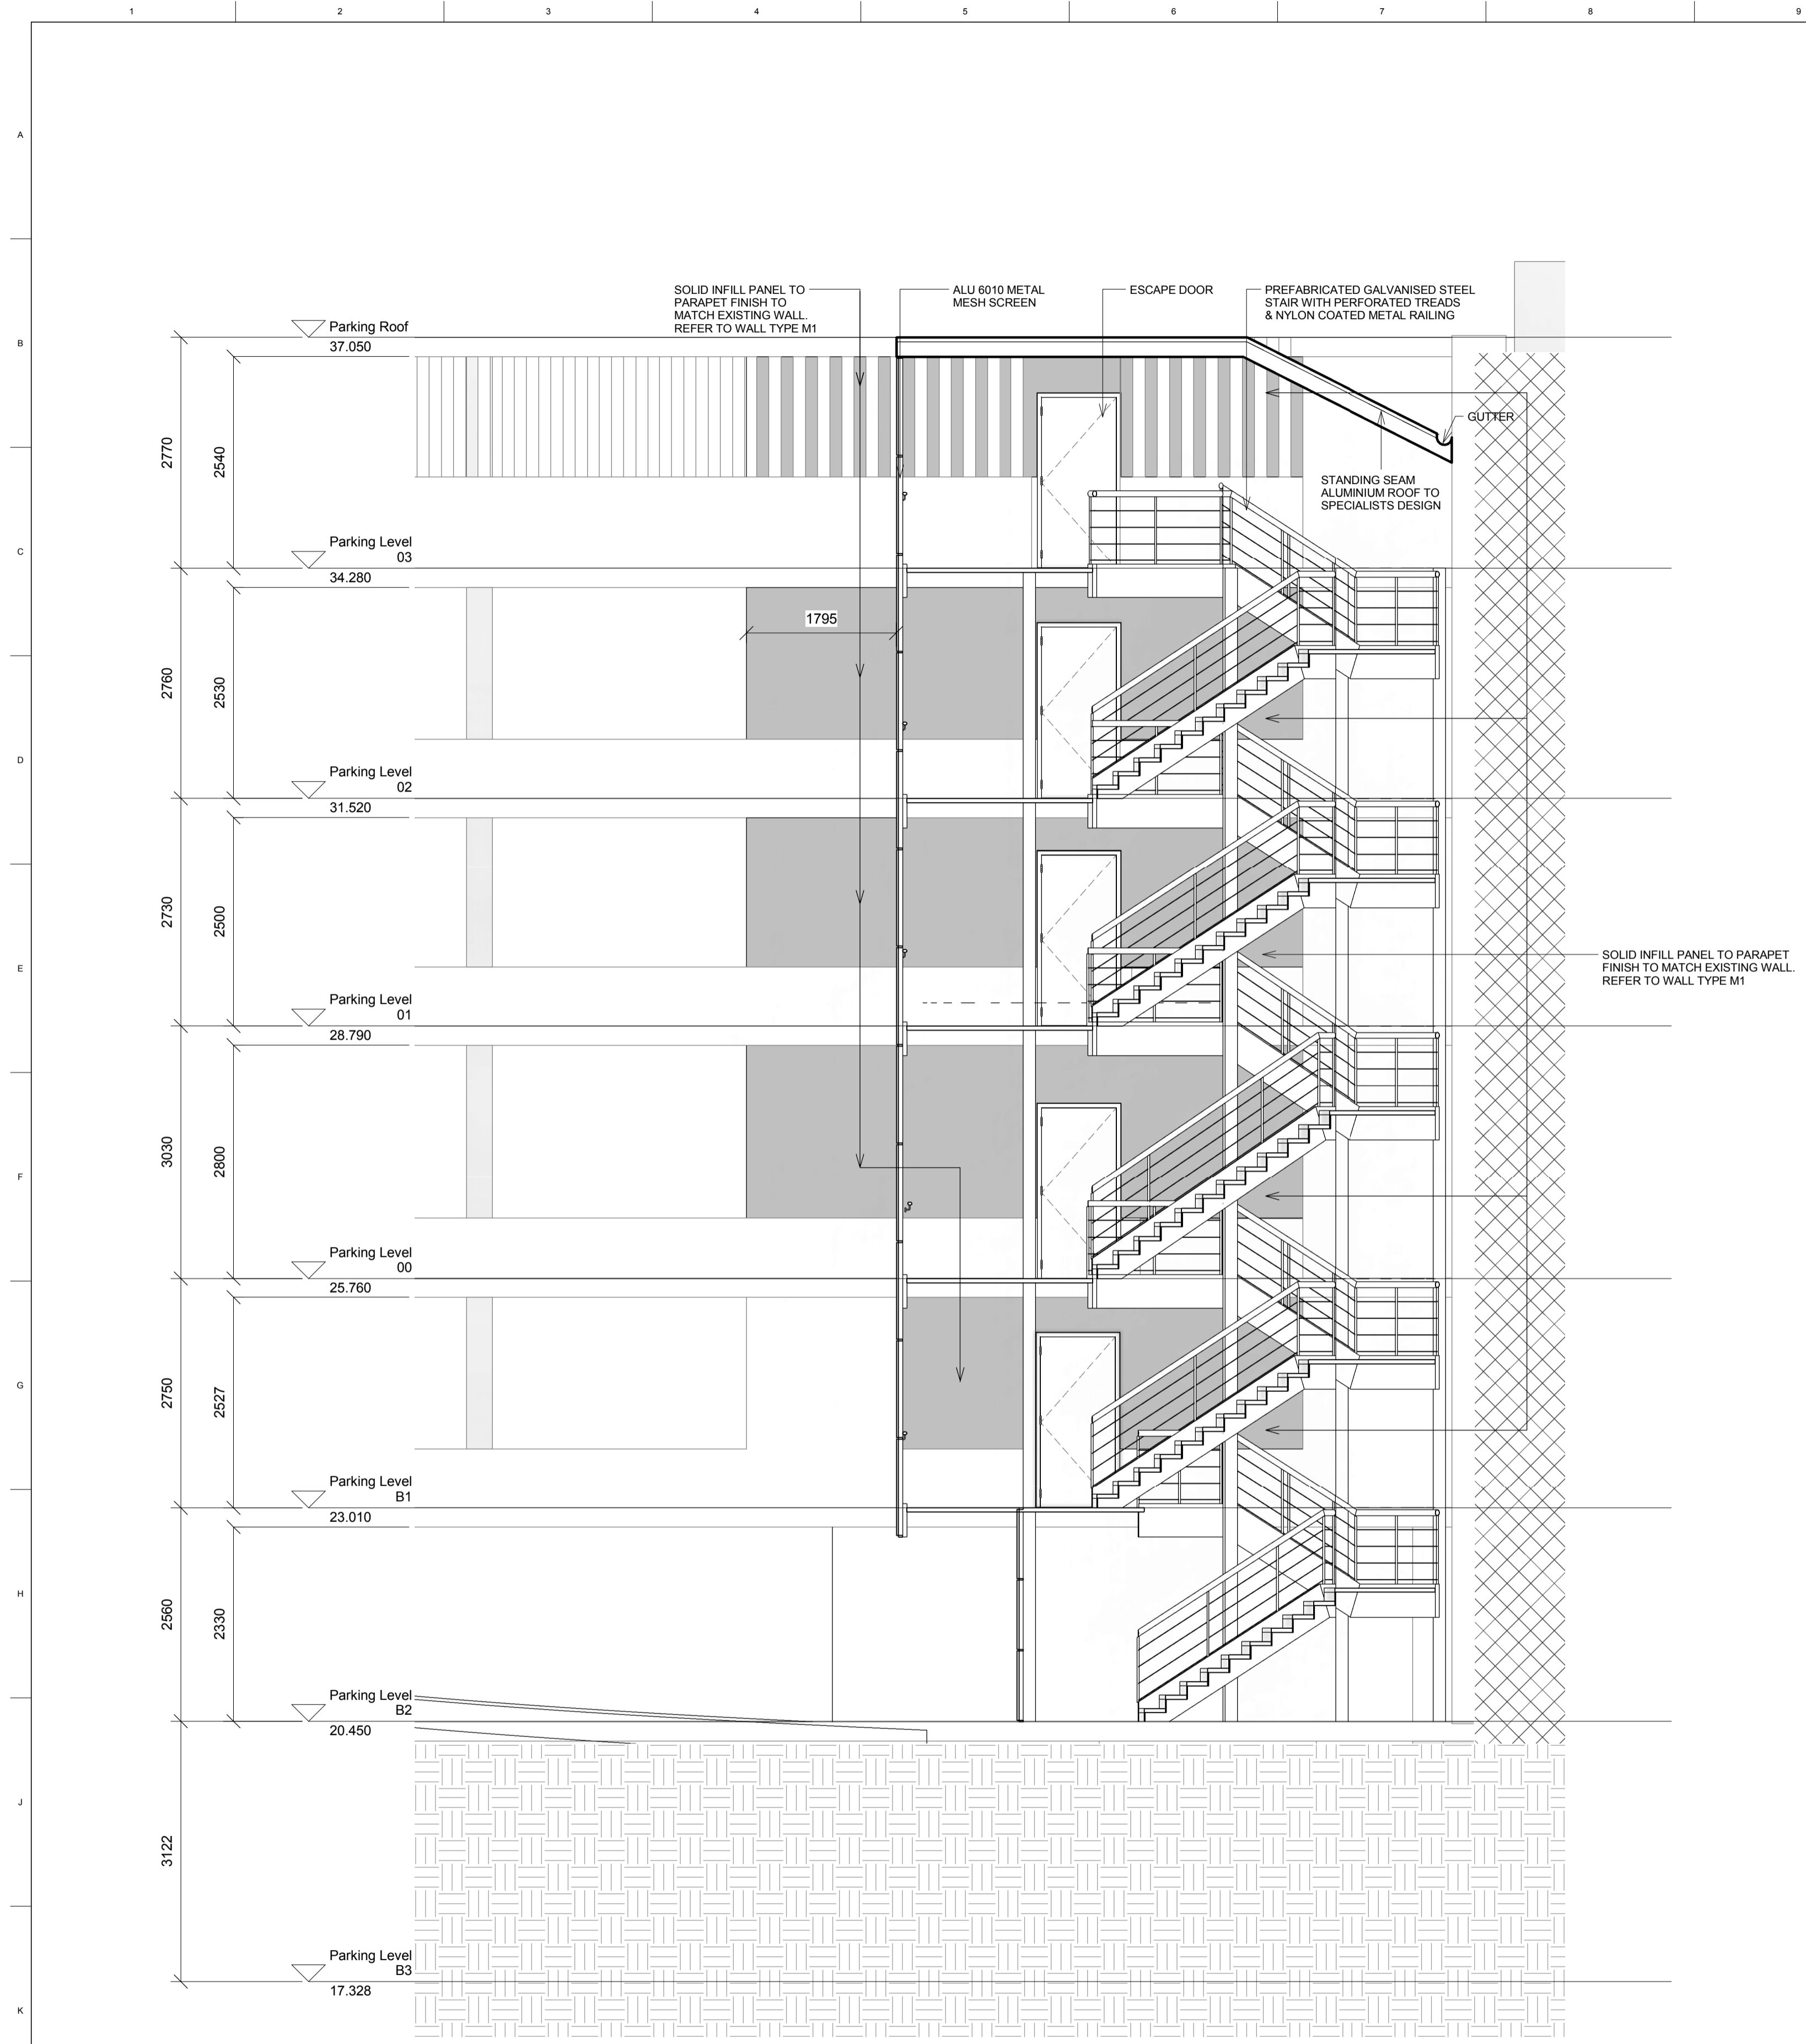 1 2 3 4 5 6 7 8 9
A
B
C
D
E
F
G
H
J
K
SOLID INFILL PANEL TO
PARAPET FINISH TO
MATCH EXISTING WALL.
REFER TO WALL TYPE M1
ALU 6010 METAL
MESH SCREEN
ESCAPE DOOR
PREFABRICATED GALVANISED STEEL
STAIR WITH PERFORATED TREADS
& NYLON COATED METAL RAILING
Parking Roof
37.050
GUTTER
2770
2540
STANDING SEAM
ALUMINIUM ROOF TO
SPECIALISTS DESIGN
Parking Level
03
34.280
1795
2760
2530
Parking Level
02
31.520
2730
2500
SOLID INFILL PANEL TO PARAPET
FINISH TO MATCH EXISTING WALL.
REFER TO WALL TYPE M1
Parking Level
01
28.790
3030
2800
Parking Level
00
25.760
2750
2527
Parking Level
B1
23.010
2560
2330
Parking Level
B2
20.450
3122
Parking Level
B3
17.328